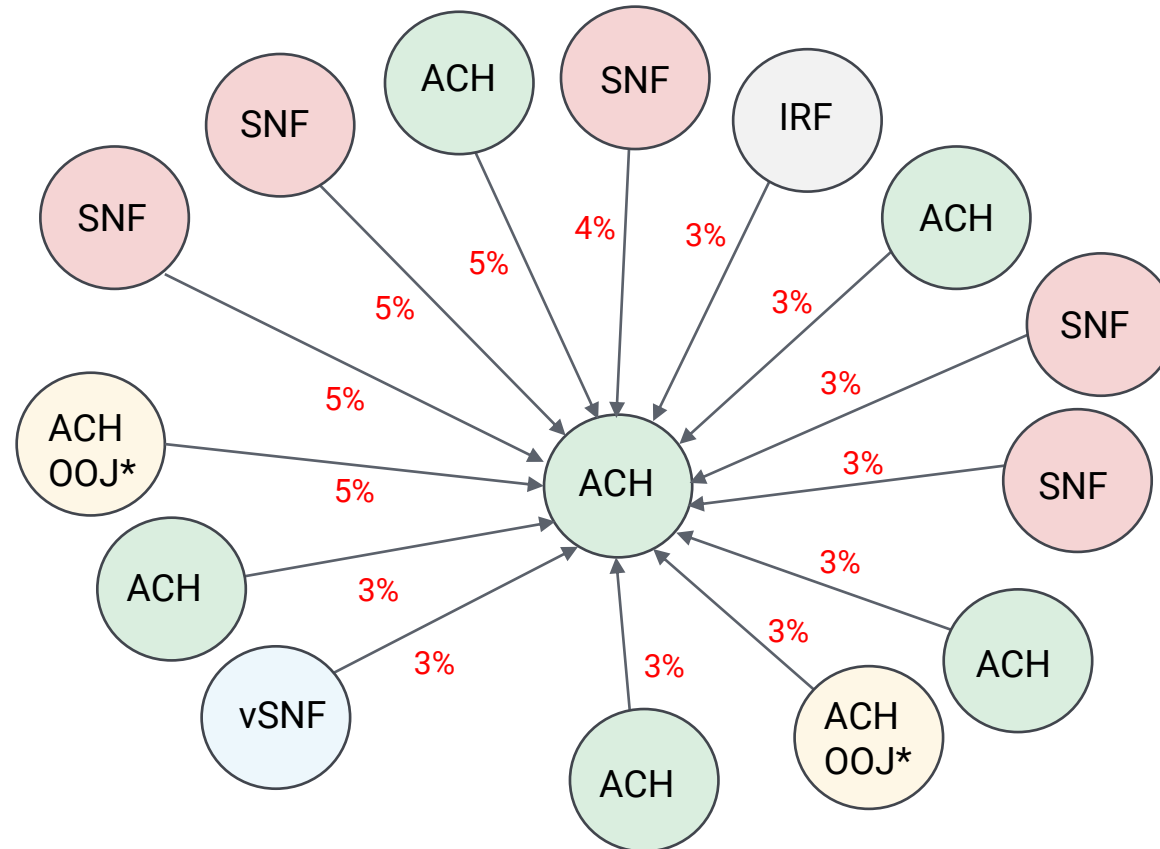 ACH
SNF
IRF
SNF
ACH
SNF
4%
3%
5%
3%
5%
SNF
3%
5%
ACH
OOJ*
3%
ACH
SNF
5%
3%
ACH
3%
3%
3%
3%
ACH
vSNF
ACH
OOJ*
ACH